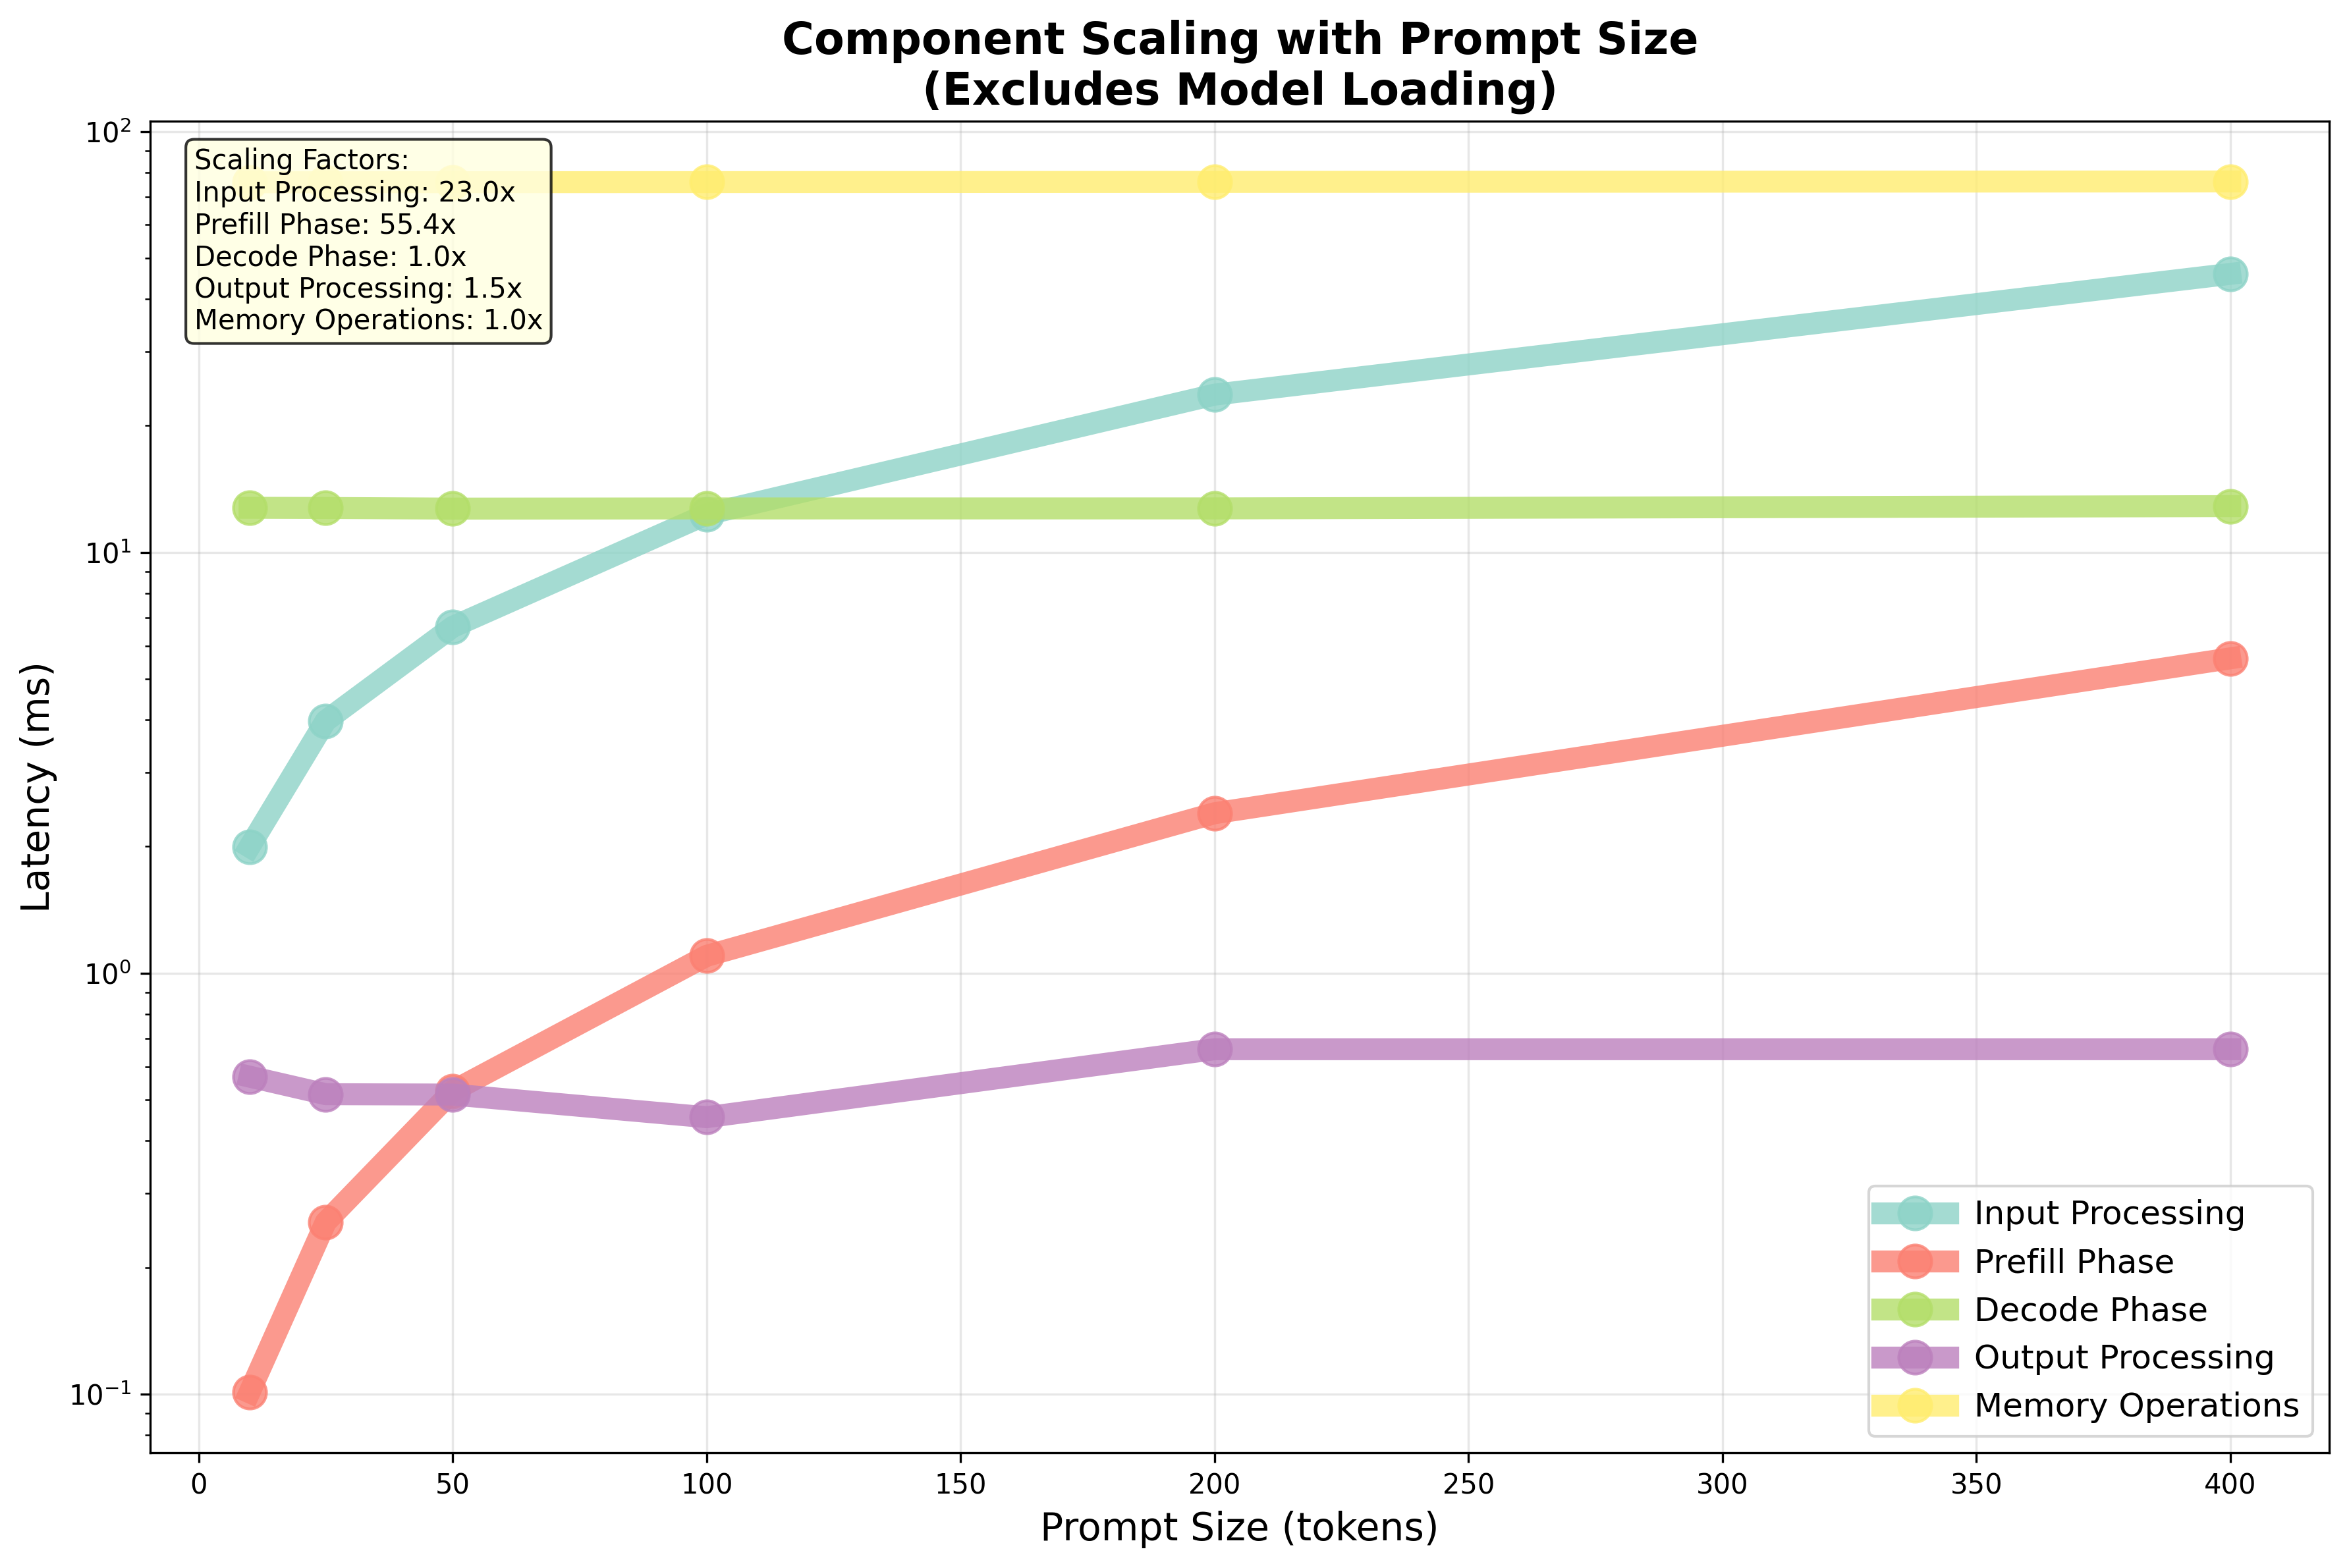 Component Scaling with Prompt Size
(Excludes Model Loading)
10²
Scaling Factors:
Input Processing: 23.0x
Prefill Phase: 55.4x
Decode Phase: 1.0x
Output Processing: 1.5x
Memory Operations: 1.0x
10¹
Latency (ms)
10⁰
10⁻¹
Input Processing
Prefill Phase
Decode Phase
Output Processing
Memory Operations
0 50 100 150 200 250 300 350 400
Prompt Size (tokens)